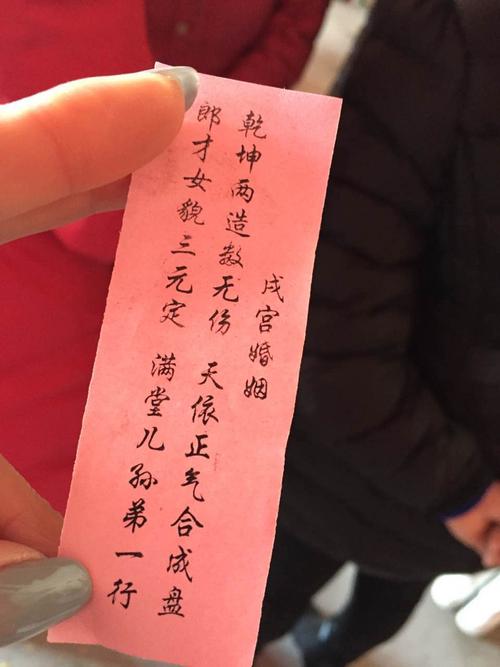 戌宫婚姻
乾坤两造数无伤 天依正气合成盘
郎才女貌三元定 满堂儿孙弟一行